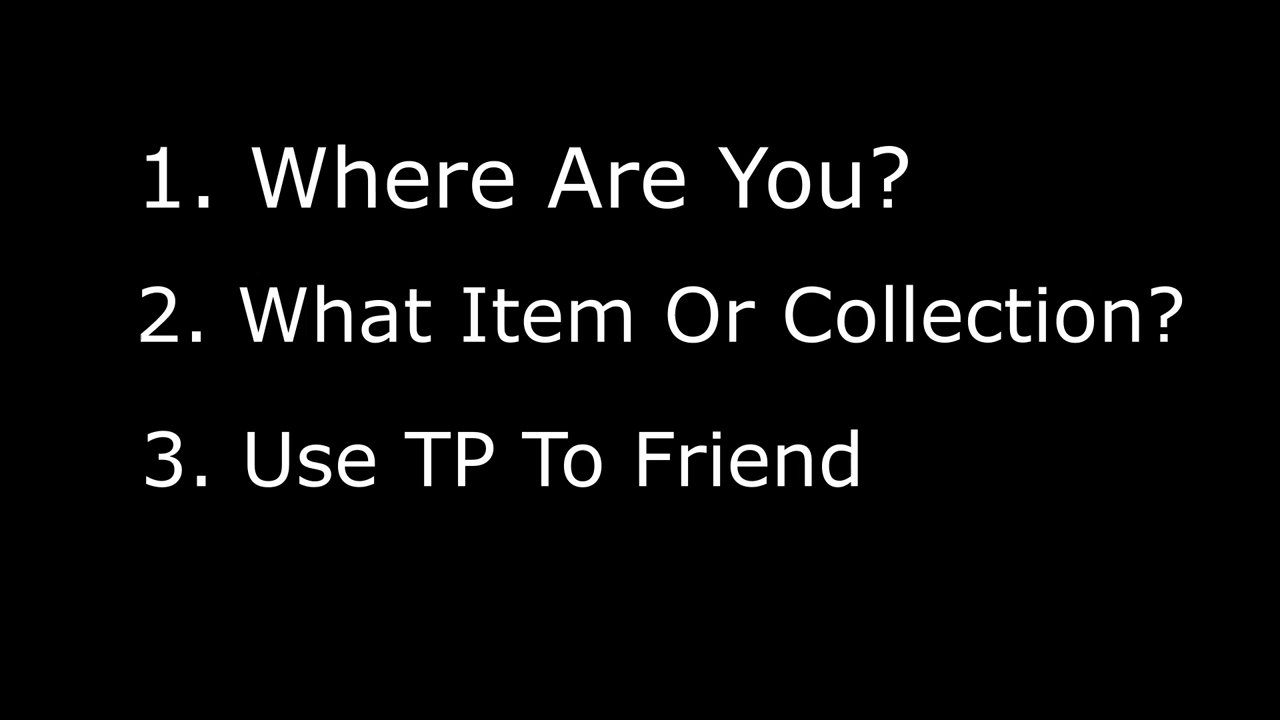 1. Where Are You?
2. What Item Or Collection?
3. Use TP To Friend